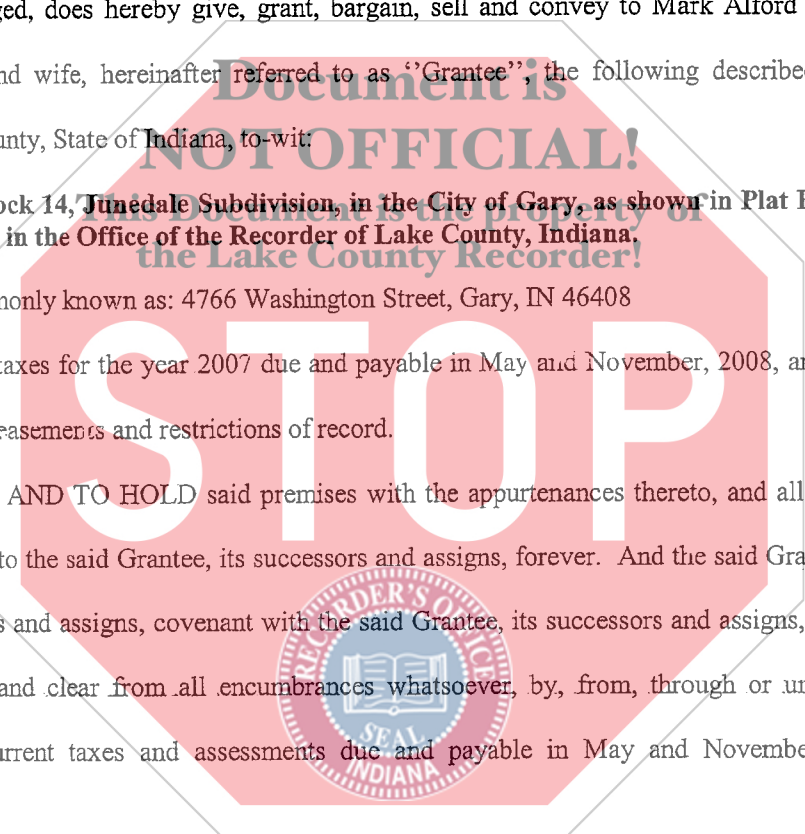 ged, does hereby give, grant, bargain, sell and convey to Mark Alford
nd wife, hereinafter referred to as ‘’Grantee’’, the following describe
unty, State of Indiana, to-wit:
ock 14, Junedale Subdivision, in the City of Gary, as shown in Plat
in the Office of the Recorder of Lake County, Indiana.
monly known as: 4766 Washington Street, Gary, IN 46408
taxes for the year 2007 due and payable in May and November, 2008, a
easements and restrictions of record.
AND TO HOLD said premises with the appurtenances thereto, and all
to the said Grantee, its successors and assigns, forever. And the said Gra
s and assigns, covenant with the said Grantee, its successors and assigns,
and clear from all encumbrances whatsoever, by, from, through or u
urrent taxes and assessments due and payable in May and Novembe
Document is
NOT OFFICIAL!
This Document is the property of
the Lake County Recorder!
STOP
RECORDER'S OFFICE
SEAL
INDIANA